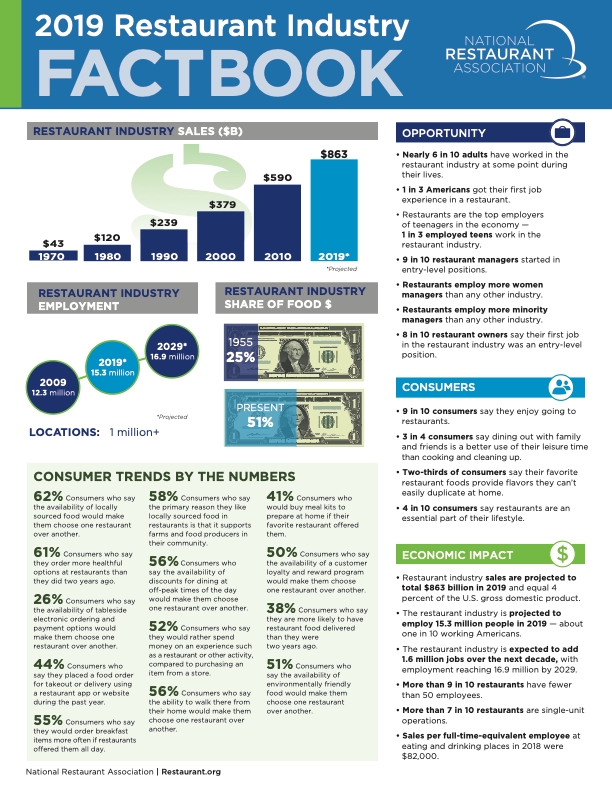 2019 Restaurant Industry
FACTBOOK
NATIONAL
RESTAURANT
ASSOCIATION
RESTAURANT INDUSTRY SALES ($B)
$43
$120
$239
$379
$590
$863
1970
1980
1990
2000
2010
2019*
*Projected
RESTAURANT INDUSTRY
EMPLOYMENT
2009
12.3 million
2019*
15.3 million
2029*
16.9 million
*Projected
LOCATIONS: 1 million+
RESTAURANT INDUSTRY
SHARE OF FOOD $
1955
25%
PRESENT
51%
CONSUMER TRENDS BY THE NUMBERS
62% Consumers who say
the availability of locally
sourced food would make
them choose one restaurant
over another.
61% Consumers who say
they order more healthful
options at restaurants than
they did two years ago.
26% Consumers who say
the availability of tableside
electronic ordering and
payment options would
make them choose one
restaurant over another.
44% Consumers who
say they placed a food order
for takeout or delivery using
a restaurant app or website
during the past year.
55% Consumers who say
they would order breakfast
items more often if restaurants
offered them all day.
58% Consumers who say
the primary reason they like
locally sourced food in
restaurants is that it supports
farms and food producers in
their community.
56% Consumers who
say the availability of
discounts for dining at
off-peak times of the day
would make them choose
one restaurant over another.
52% Consumers who say
they would rather spend
money on an experience such
as a restaurant or other activity,
compared to purchasing an
item from a store.
56% Consumers who say
the ability to walk there from
their home would make them
choose one restaurant over
another.
41% Consumers who
would buy meal kits to
prepare at home if their
favorite restaurant offered
them.
50% Consumers who say
the availability of a customer
loyalty and reward program
would make them choose
one restaurant over another.
38% Consumers who say
they are more likely to have
restaurant food delivered
than they were
two years ago.
51% Consumers who
say the availability of
environmentally friendly
food would make them
choose one restaurant
over another.
OPPORTUNITY
• Nearly 6 in 10 adults have worked in the
restaurant industry at some point during
their lives.
• 1 in 3 Americans got their first job
experience in a restaurant.
• Restaurants are the top employers
of teenagers in the economy —
1 in 3 employed teens work in the
restaurant industry.
• 9 in 10 restaurant managers started in
entry-level positions.
• Restaurants employ more women
managers than any other industry.
• Restaurants employ more minority
managers than any other industry.
• 8 in 10 restaurant owners say their first job
in the restaurant industry was an entry-level
position.
CONSUMERS
• 9 in 10 consumers say they enjoy going to
restaurants.
• 3 in 4 consumers say dining out with family
and friends is a better use of their leisure time
than cooking and cleaning up.
• Two-thirds of consumers say their favorite
restaurant foods provide flavors they can't
easily duplicate at home.
• 4 in 10 consumers say restaurants are an
essential part of their lifestyle.
ECONOMIC IMPACT
$
• Restaurant industry sales are projected to
total $863 billion in 2019 and equal 4
percent of the U.S. gross domestic product.
• The restaurant industry is projected to
employ 15.3 million people in 2019 — about
one in 10 working Americans.
• The restaurant industry is expected to add
1.6 million jobs over the next decade, with
employment reaching 16.9 million by 2029.
• More than 9 in 10 restaurants have fewer
than 50 employees.
• More than 7 in 10 restaurants are single-unit
operations.
• Sales per full-time-equivalent employee at
eating and drinking places in 2018 were
$82,000.
National Restaurant Association | Restaurant.org